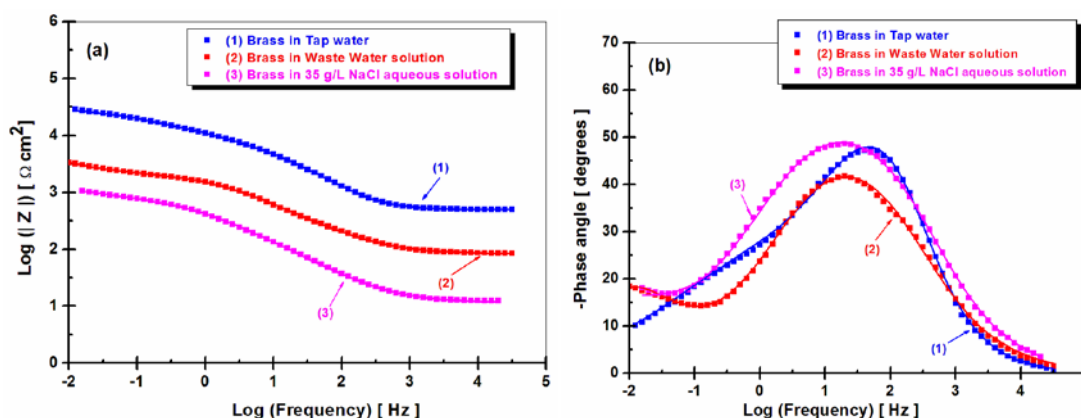 (a)
(1) Brass in Tap water
(2) Brass in Waste Water solution
(3) Brass in 35 g/L NaCl aqueous solution
Log (| Z |) [ Ω cm2 )
6
5
4
3
2
1
0
(1)
(2)
(3)
-2 -1 0 1 2 3 4 5
Log (Frequency) [ Hz ]
(b)
(1) Brass in Tap water
(2) Brass in Waste Water solution
(3) Brass in 35 g/L NaCl aqueous solution
-Phase angle [ degrees ]
70
60
50
40
30
20
10
0
(3)
(2)
(1)
-2 -1 0 1 2 3 4 5
Log (Frequency) [ Hz ]